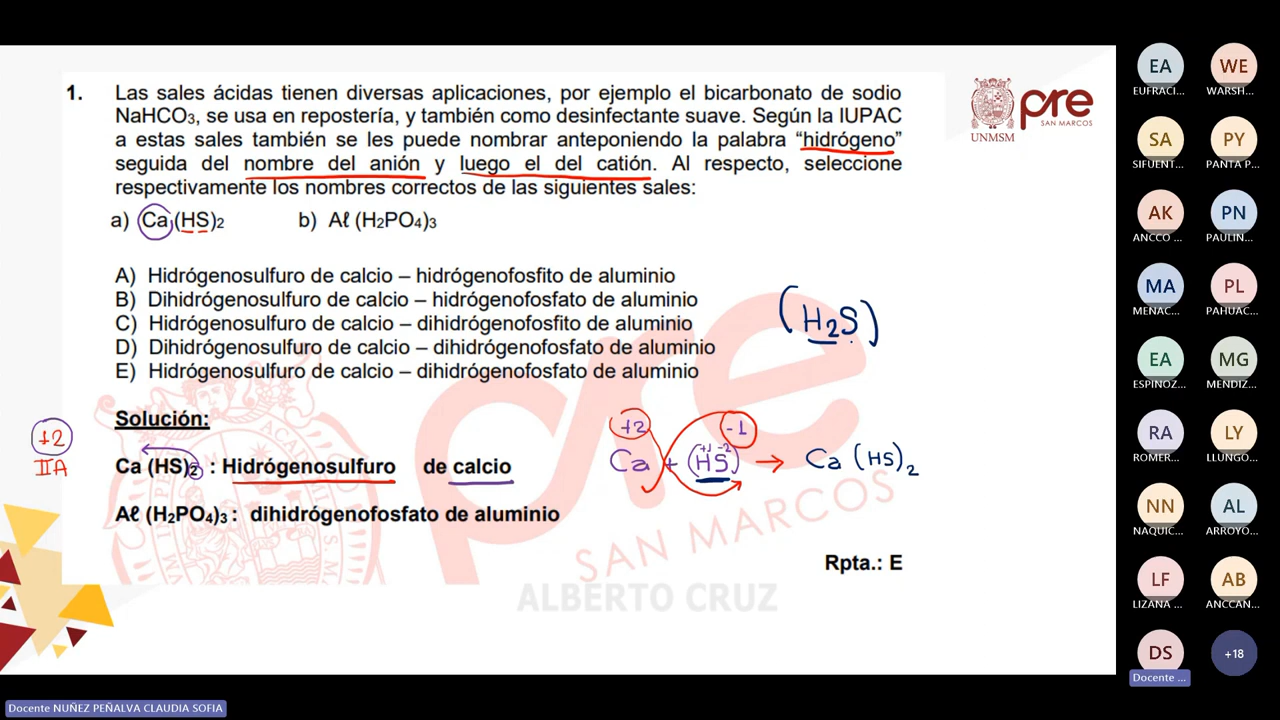 1. Las sales ácidas tienen diversas aplicaciones, por ejemplo el bicarbonato de sodio
NaHCO3, se usa en repostería, y también como desinfectante suave. Según la IUPAC
a estas sales también se les puede nombrar anteponiendo la palabra “hidrógeno”
seguida del nombre del anión y luego el del catión. Al respecto, seleccione
respectivamente los nombres correctos de las siguientes sales:
a) Ca (HS)2 b) Aℓ (H2PO4)3
A) Hidrógenosulfuro de calcio – hidrógenofosfito de aluminio
B) Dihidrógenosulfuro de calcio – hidrógenofosfato de aluminio
C) Hidrógenosulfuro de calcio – dihidrógenofosfito de aluminio
D) Dihidrógenosulfuro de calcio – dihidrógenofosfato de aluminio
E) Hidrógenosulfuro de calcio – dihidrógenofosfato de aluminio
(H2S)
Solución:
+2
IIA
Ca (HS)2 : Hidrógenosulfuro de calcio
+2 -1
+1 -2
Ca + (HS) → Ca (HS)2
Aℓ (H2PO4)3 : dihidrógenofosfato de aluminio
Rpta.: E
UNMSM
pre
SAN MARCOS
pre
SAN MARCOS
ALBERTO CRUZ
EA
EUFRACI...
WE
WARSH...
SA
SIFUENT...
PY
PANTA P...
AK
ANCCO ...
PN
PAULIN...
MA
MENAC...
PL
PAHUAC...
EA
ESPINOZ...
MG
MENDIZ...
RA
ROMER...
LY
LLUNGO...
NN
NAQUIC...
AL
ARROYO...
LF
LIZANA ...
AB
ANCCAN...
DS
Docente ...
+18
Docente NUÑEZ PEÑALVA CLAUDIA SOFIA